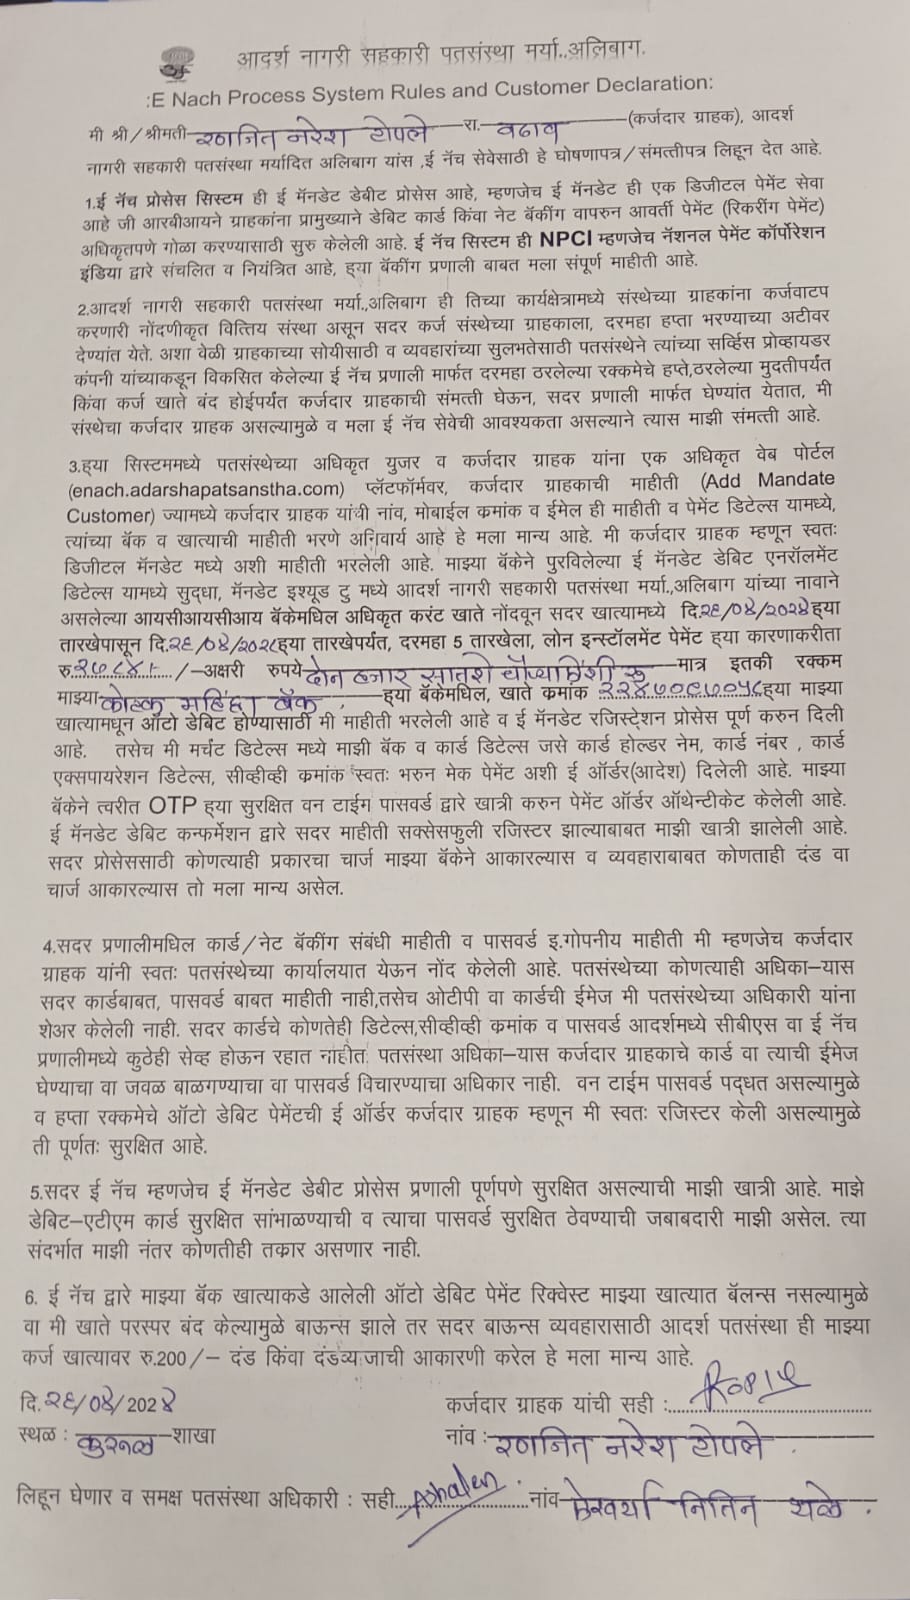 आदर्श नागरी सहकारी पतसंस्था मर्या..अलिबाग.
:E Nach Process System Rules and Customer Declaration:
मी श्री/श्रीमती रणजित नरेश टोपले रा. वढाव (कर्जदार ग्राहक), आदर्श
नागरी सहकारी पतसंस्था मर्यादित अलिबाग यांस ,ई नॅच सेवेसाठी हे घोषणापत्र/संमत्तीपत्र लिहून देत आहे.
1.ई नॅच प्रोसेस सिस्टम ही ई मॅनडेट डेबीट प्रोसेस आहे, म्हणजेच ई मॅनडेट ही एक डिजीटल पेमेंट सेवा
आहे जी आरबीआयने ग्राहकांना प्रामुख्याने डेबिट कार्ड किंवा नेट बॅकींग वापरुन आवर्ती पेमेंट (रिकरींग पेमेंट)
अधिकृतपणे गोळा करण्यासाठी सुरु केलेली आहे. ई नॅच सिस्टम ही NPCI म्हणजेच नॅशनल पेमेंट कॉर्पोरेशन
इंडिया द्वारे संचलित व नियंत्रित आहे, ह्या बॅकींग प्रणाली बाबत मला संपूर्ण माहीती आहे.
2.आदर्श नागरी सहकारी पतसंस्था मर्या.,अलिबाग ही तिच्या कार्यक्षेत्रामध्ये संस्थेच्या ग्राहकांना कर्जवाटप
करणारी नोंदणीकृत वित्तिय संस्था असून सदर कर्ज संस्थेच्या ग्राहकाला, दरमहा हप्ता भरण्याच्या अटीवर
देण्यांत येते. अशा वेळी ग्राहकाच्या सोयीसाठी व व्यवहारांच्या सुलभतेसाठी पतसंस्थेने त्यांच्या सर्व्हिस प्रोव्हायडर
कंपनी यांच्याकडून विकसित केलेल्या ई नॅच प्रणाली मार्फत दरमहा ठरलेल्या रक्कमेचे हप्ते,ठरलेल्या मुदतीपर्यंत
किंवा कर्ज खाते बंद होईपर्यंत कर्जदार ग्राहकाची संमत्ती घेऊन, सदर प्रणाली मार्फत घेण्यांत येतात, मी
संस्थेचा कर्जदार ग्राहक असल्यामुळे व मला ई नॅच सेवेची आवश्यकता असल्याने त्यास माझी संमत्ती आहे.
3.ह्या सिस्टममध्ये पतसंस्थेच्या अधिकृत युजर व कर्जदार ग्राहक यांना एक अधिकृत वेब पोर्टल
(enach.adarshapatsanstha.com) प्लॅटफॉर्मवर, कर्जदार ग्राहकाची माहीती (Add Mandate
Customer) ज्यामध्ये कर्जदार ग्राहक यांची नांव, मोबाईल क्रमांक व ईमेल ही माहीती व पेमेंट डिटेल्स यामध्ये,
त्यांच्या बॅक व खात्याची माहीती भरणे अनिवार्य आहे हे मला मान्य आहे. मी कर्जदार ग्राहक म्हणून स्वतः
डिजीटल मॅनडेट मध्ये अशी माहीती भरलेली आहे. माझ्या बॅकेने पुरविलेल्या ई मॅनडेट डेबिट एनरॉलमेंट
डिटेल्स यामध्ये सुद्धा, मॅनडेट इश्यूड टु मध्ये आदर्श नागरी सहकारी पतसंस्था मर्या.,अलिबाग यांच्या नावाने
असलेल्या आयसीआयसीआय बॅकेमधिल अधिकृत करंट खाते नोंदवून सदर खात्यामध्ये दि.२६/०४/२०२४ह्या
तारखेपासून दि.२६/०४/२०२८ह्या तारखेपर्यंत, दरमहा 5 तारखेला, लोन इन्स्टॉलमेंट पेमेंट ह्या कारणाकरीता
रु.२७८४/-..../-अक्षरी रुपये दोन हजार सातशे चौऱ्याऐंशी रु मात्र इतकी रक्कम
माझ्या कोटक महिंद्रा बँक ह्या बॅकेमधिल, खाते क्रमांक २२४७०८७०५८ह्या माझ्या
खात्यामधून ऑटो डेबिट होण्यासाठी मी माहीती भरलेली आहे व ई मॅनडेट रजिस्टे्शन प्रोसेस पूर्ण करुन दिली
आहे. तसेच मी मर्चंट डिटेल्स मध्ये माझी बॅक व कार्ड डिटेल्स जसे कार्ड होल्डर नेम, कार्ड नंबर , कार्ड
एक्सपायरेशन डिटेल्स, सीव्हीव्ही क्रमांक स्वतः भरुन मेक पेमेंट अशी ई ऑर्डर(आदेश) दिलेली आहे. माझ्या
बॅकेने त्वरीत OTP ह्या सुरक्षित वन टाईम पासवर्ड द्वारे खात्री करुन पेमेंट ऑर्डर ऑथेन्टीकेट केलेली आहे.
ई मॅनडेट डेबिट कन्फर्मेशन द्वारे सदर माहीती सक्सेसफुली रजिस्टर झाल्याबाबत माझी खात्री झालेली आहे.
सदर प्रोसेससाठी कोणत्याही प्रकारचा चार्ज माझ्या बॅकेने आकारल्यास व व्यवहाराबाबत कोणताही दंड वा
चार्ज आकारल्यास तो मला मान्य असेल.
4.सदर प्रणालीमधिल कार्ड/नेट बॅकींग संबंधी माहीती व पासवर्ड इ.गोपनीय माहीती मी म्हणजेच कर्जदार
ग्राहक यांनी स्वतः पतसंस्थेच्या कार्यालयात येऊन नोंद केलेली आहे. पतसंस्थेच्या कोणत्याही अधिका-यास
सदर कार्डबाबत, पासवर्ड बाबत माहीती नाही,तसेच ओटीपी वा कार्डची ईमेज मी पतसंस्थेच्या अधिकारी यांना
शेअर केलेली नाही. सदर कार्डचे कोणतेही डिटेल्स,सीव्हीव्ही क्रमांक व पासवर्ड आदर्शमध्ये सीबीएस वा ई नॅच
प्रणालीमध्ये कुठेही सेव्ह होऊन रहात नाहीत. पतसंस्था अधिका-यास कर्जदार ग्राहकाचे कार्ड वा त्याची ईमेज
घेण्याचा वा जवळ बाळगण्याचा वा पासवर्ड विचारण्याचा अधिकार नाही. वन टाईम पासवर्ड पद्धत असल्यामुळे
व हप्ता रक्कमेचे ऑटो डेबिट पेमेंटची ई ऑर्डर कर्जदार ग्राहक म्हणून मी स्वतः रजिस्टर केली असल्यामुळे
ती पूर्णतः सुरक्षित आहे.
5.सदर ई नॅच म्हणजेच ई मॅनडेट डेबीट प्रोसेस प्रणाली पूर्णपणे सुरक्षित असल्याची माझी खात्री आहे. माझे
डेबिट-एटीएम कार्ड सुरक्षित सांभाळण्याची व त्याचा पासवर्ड सुरक्षित ठेवण्याची जबाबदारी माझी असेल. त्या
संदर्भात माझी नंतर कोणतीही तक्रार असणार नाही.
6. ई नॅच द्वारे माझ्या बॅक खात्याकडे आलेली ऑटो डेबिट पेमेंट रिक्वेस्ट माझ्या खात्यात बॅलन्स नसल्यामुळे
वा मी खाते परस्पर बंद केल्यामुळे बाऊन्स झाले तर सदर बाऊन्स व्यवहारासाठी आदर्श पतसंस्था ही माझ्या
कर्ज खात्यावर रु.200/- दंड किंवा दंडव्याजाची आकारणी करेल हे मला मान्य आहे.
दि.२६/०४/202४ कर्जदार ग्राहक यांची सही :
स्थळ : कुरुळ शाखा नांव : रणजित नरेश टोपले
लिहून घेणार व समक्ष पतसंस्था अधिकारी : सही नांव ऐश्वर्या नितिन थळे